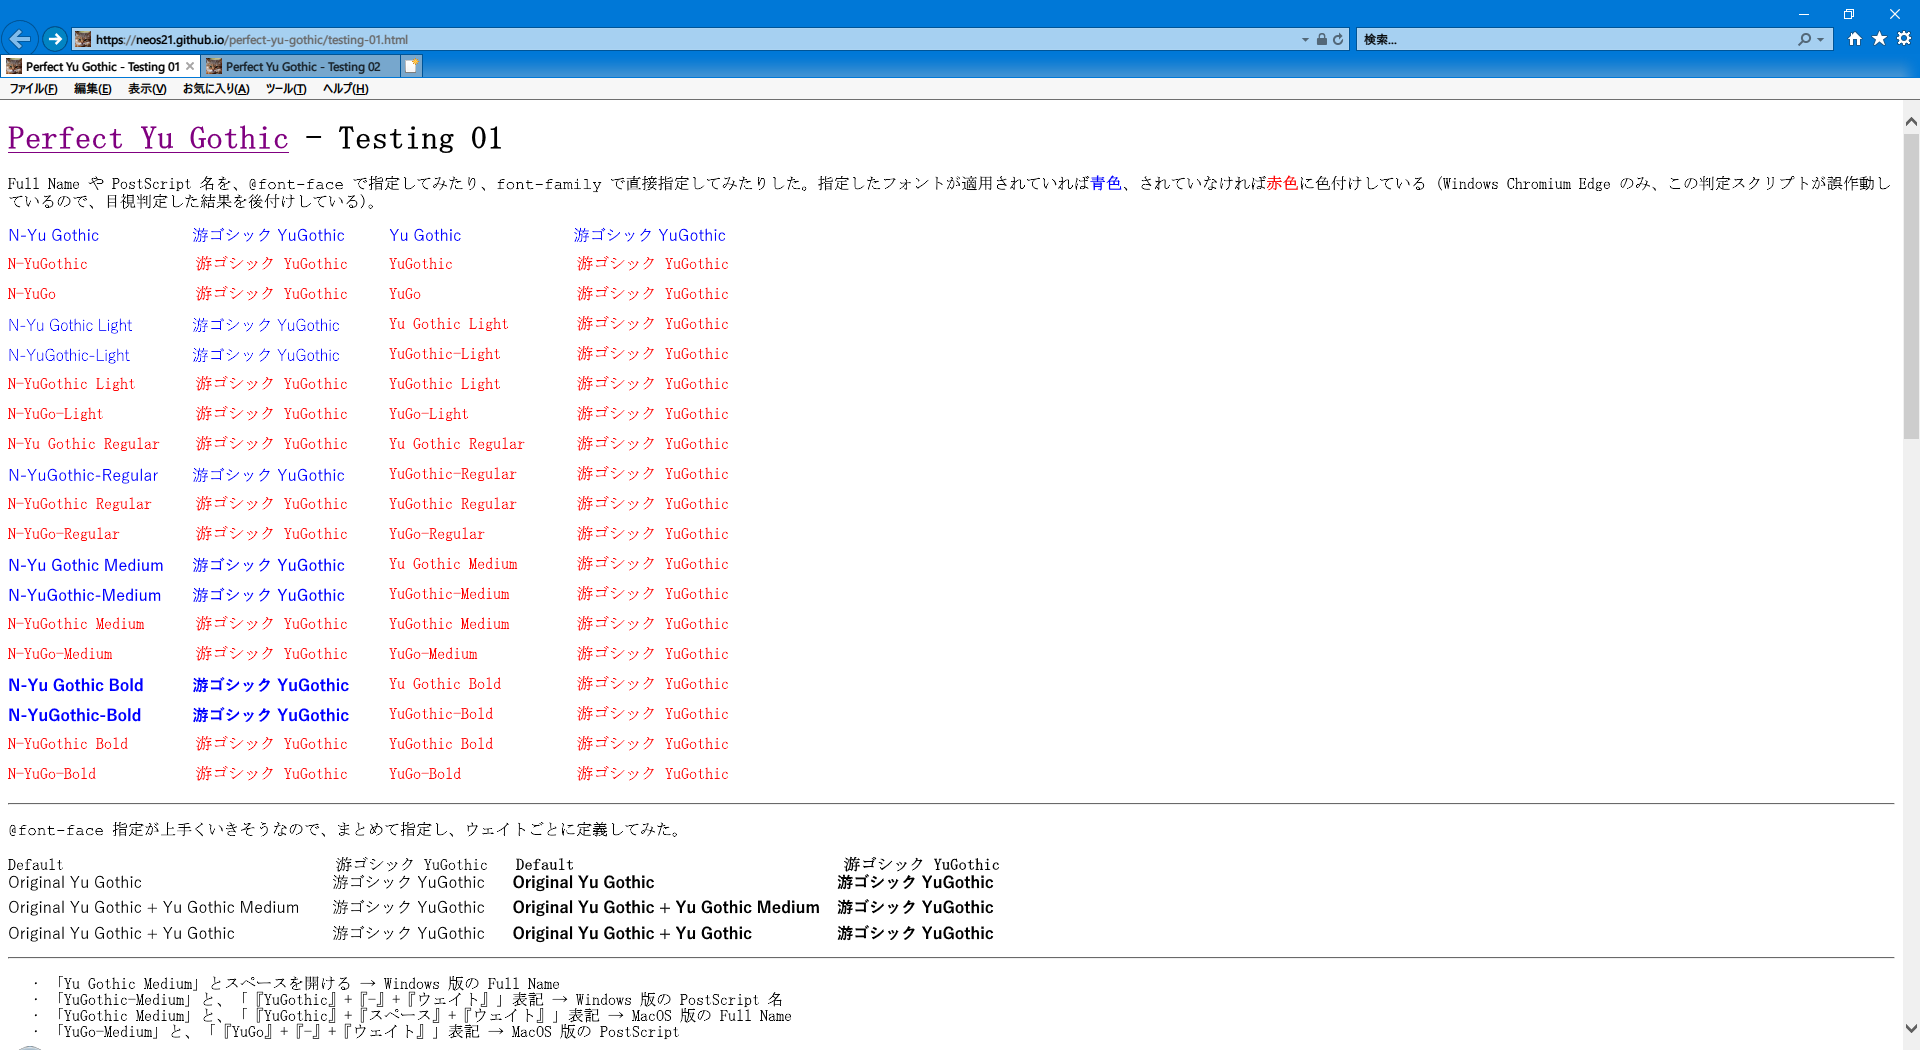 https://neos21.github.io/perfect-yu-gothic/testing-01.html
検索...
Perfect Yu Gothic - Testing 01
Perfect Yu Gothic - Testing 02
ファイル(F) 編集(E) 表示(V) お気に入り(A) ツール(T) ヘルプ(H)
Perfect Yu Gothic - Testing 01
Full Name や PostScript 名を、@font-face で指定してみたり、font-family で直接指定してみたりした。指定したフォントが適用されていれば青色、されていなければ赤色に色付けしている (Windows Chromium Edge のみ、この判定スクリプトが誤作動し
ているので、目視判定した結果を後付けしている)。
N-Yu Gothic 游ゴシック YuGothic Yu Gothic 游ゴシック YuGothic
N-YuGothic 游ゴシック YuGothic YuGothic 游ゴシック YuGothic
N-YuGo 游ゴシック YuGothic YuGo 游ゴシック YuGothic
N-Yu Gothic Light 游ゴシック YuGothic Yu Gothic Light 游ゴシック YuGothic
N-YuGothic-Light 游ゴシック YuGothic YuGothic-Light 游ゴシック YuGothic
N-YuGothic Light 游ゴシック YuGothic YuGothic Light 游ゴシック YuGothic
N-YuGo-Light 游ゴシック YuGothic YuGo-Light 游ゴシック YuGothic
N-Yu Gothic Regular 游ゴシック YuGothic Yu Gothic Regular 游ゴシック YuGothic
N-YuGothic-Regular 游ゴシック YuGothic YuGothic-Regular 游ゴシック YuGothic
N-YuGothic Regular 游ゴシック YuGothic YuGothic Regular 游ゴシック YuGothic
N-YuGo-Regular 游ゴシック YuGothic YuGo-Regular 游ゴシック YuGothic
N-Yu Gothic Medium 游ゴシック YuGothic Yu Gothic Medium 游ゴシック YuGothic
N-YuGothic-Medium 游ゴシック YuGothic YuGothic-Medium 游ゴシック YuGothic
N-YuGothic Medium 游ゴシック YuGothic YuGothic Medium 游ゴシック YuGothic
N-YuGo-Medium 游ゴシック YuGothic YuGo-Medium 游ゴシック YuGothic
N-Yu Gothic Bold 游ゴシック YuGothic Yu Gothic Bold 游ゴシック YuGothic
N-YuGothic-Bold 游ゴシック YuGothic YuGothic-Bold 游ゴシック YuGothic
N-YuGothic Bold 游ゴシック YuGothic YuGothic Bold 游ゴシック YuGothic
N-YuGo-Bold 游ゴシック YuGothic YuGo-Bold 游ゴシック YuGothic
@font-face 指定が上手くいきそうなので、まとめて指定し、ウェイトごとに定義してみた。
Default 游ゴシック YuGothic Default 游ゴシック YuGothic
Original Yu Gothic 游ゴシック YuGothic Original Yu Gothic 游ゴシック YuGothic
Original Yu Gothic + Yu Gothic Medium 游ゴシック YuGothic Original Yu Gothic + Yu Gothic Medium 游ゴシック YuGothic
Original Yu Gothic + Yu Gothic 游ゴシック YuGothic Original Yu Gothic + Yu Gothic 游ゴシック YuGothic
・ 「Yu Gothic Medium」とスペースを開ける → Windows 版の Full Name
・ 「YuGothic-Medium」と、「『YuGothic』+『-』+『ウェイト』」表記 → Windows 版の PostScript 名
・ 「YuGothic Medium」と、「『YuGothic』+『スペース』+『ウェイト』」表記 → MacOS 版の Full Name
・ 「YuGo-Medium」と、「『YuGo』+『-』+『ウェイト』」表記 → MacOS 版の PostScript